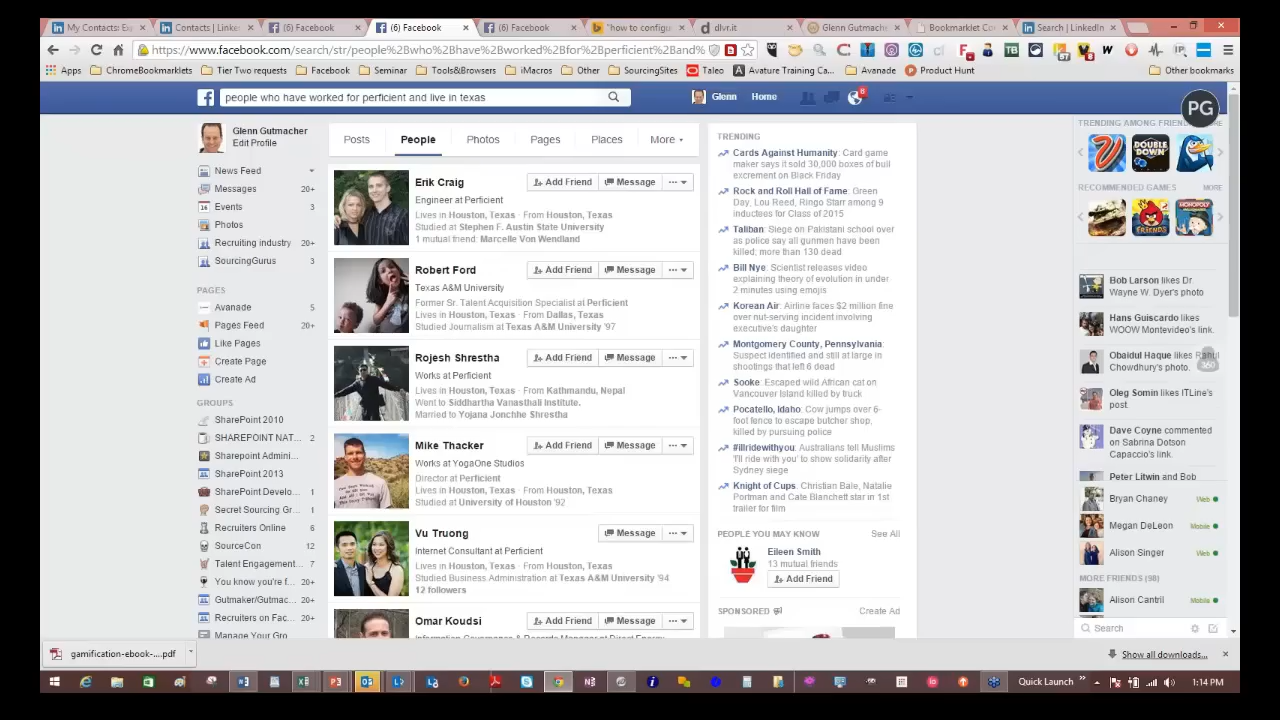 My Contacts: Ex
Contacts | Linke
(6) Facebook
(6) Facebook
(6) Facebook
"how to configu
dlvr.it
Glenn Gutmache
Bookmarklet Co
Search | LinkedIn
https://www.facebook.com/search/str/people%2Bwho%2Bhave%2Bworked%2Bfor%2Bperficient%2Band%
Apps
ChromeBookmarklets
Tier Two requests
Facebook
Seminar
Tools&Browsers
iMacros
Other
SourcingSites
Taleo
Avature Training Ca...
Avanade
Product Hunt
Other bookmarks
people who have worked for perficient and live in texas
Glenn
Home
6
PG
Glenn Gutmacher
Edit Profile
News Feed
Messages 20+
Events 3
Photos
Recruiting industry 20+
SourcingGurus 3
PAGES
Avanade 5
Pages Feed 20+
Like Pages
Create Page
Create Ad
GROUPS
SharePoint 2010
SHAREPOINT NAT... 2
Sharepoint Admini...
SharePoint 2013
SharePoint Develo... 1
Secret Sourcing Gr... 1
Recruiters Online 6
SourceCon 12
Talent Engagement... 7
You know you're f... 20+
Gutmaker/Gutmac... 20+
Recruiters on Fac... 20+
Manage Your Gro
Posts
People
Photos
Pages
Places
More
Erik Craig
Add Friend
Message
Engineer at Perficient
Lives in Houston, Texas · From Houston, Texas
Studied at Stephen F. Austin State University
1 mutual friend: Marcelle Von Wendland
Robert Ford
Add Friend
Message
Texas A&M University
Former Sr. Talent Acquisition Specialist at Perficient
Lives in Houston, Texas · From Dallas, Texas
Studied Journalism at Texas A&M University '97
Rojesh Shrestha
Add Friend
Message
Works at Perficient
Lives in Houston, Texas · From Kathmandu, Nepal
Went to Siddhartha Vanasthali Institute.
Married to Yojana Jonchhe Shrestha
Mike Thacker
Add Friend
Message
Works at YogaOne Studios
Director at Perficient
Lives in Houston, Texas · From Houston, Texas
Studied at University of Houston '92
Vu Truong
Message
Internet Consultant at Perficient
Lives in Houston, Texas · From Houston, Texas
Studied Business Administration at Texas A&M University '94
12 followers
Omar Koudsi
Add Friend
Message
Information Governance & Records Manager at Direct Energy
TRENDING
Cards Against Humanity: Card game
maker says it sold 30,000 boxes of bull
excrement on Black Friday
Rock and Roll Hall of Fame: Green
Day, Lou Reed, Ringo Starr among 9
inductees for Class of 2015
Taliban: Siege on Pakistani school over
as police say all gunmen have been
killed; more than 130 dead
Bill Nye: Scientist releases video
explaining theory of evolution in under
2 minutes using emojis
Korean Air: Airline faces $2 million fine
over nut-serving incident involving
executive's daughter
Montgomery County, Pennsylvania:
Suspect identified and still at large in
shootings that left 6 dead
Sooke: Escaped wild African cat on
Vancouver Island killed by truck
Pocatello, Idaho: Cow jumps over 6-
foot fence to escape butcher shop,
killed by pursuing police
#illridewithyou: Australians tell Muslims
'I'll ride with you' to show solidarity after
Sydney siege
Knight of Cups: Christian Bale, Natalie
Portman and Cate Blanchett star in 1st
trailer for film
PEOPLE YOU MAY KNOW
See All
Eileen Smith
13 mutual friends
Add Friend
SPONSORED
Create Ad
TRENDING AMONG FRIEN
DOUBLE
DOWN
RECOMMENDED GAMES
MORE
Bob Larson likes Dr
Wayne W. Dyer's photo
Hans Guiscardo likes
WOOW Montevideo's link.
Obaidul Haque likes Rahul
Chowdhury's photo.
360
Oleg Somin likes ITLine's
post.
Dave Coyne commented
on Sabrina Dotson
Capaccio's link.
Peter Litwin and Bob
Bryan Chaney Web
Megan DeLeon Mobile
Alison Singer Web
MORE FRIENDS (98)
Alison Cantril Mobile
Search
gamification-ebook-....pdf
Show all downloads...
Quick Launch
1:14 PM